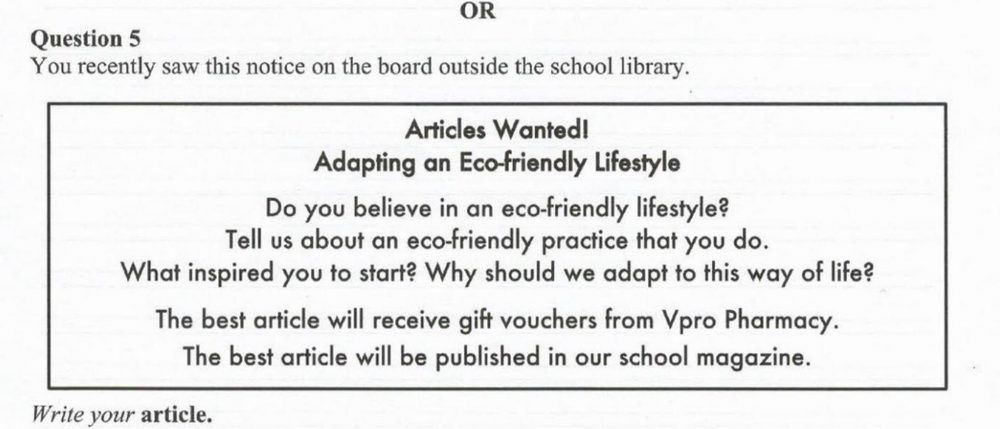 OR
Question 5
You recently saw this notice on the board outside the school library.
Articles Wanted!
Adapting an Eco-friendly Lifestyle
Do you believe in an eco-friendly lifestyle?
Tell us about an eco-friendly practice that you do.
What inspired you to start? Why should we adapt to this way of life?
The best article will receive gift vouchers from Vpro Pharmacy.
The best article will be published in our school magazine.
Write your article.